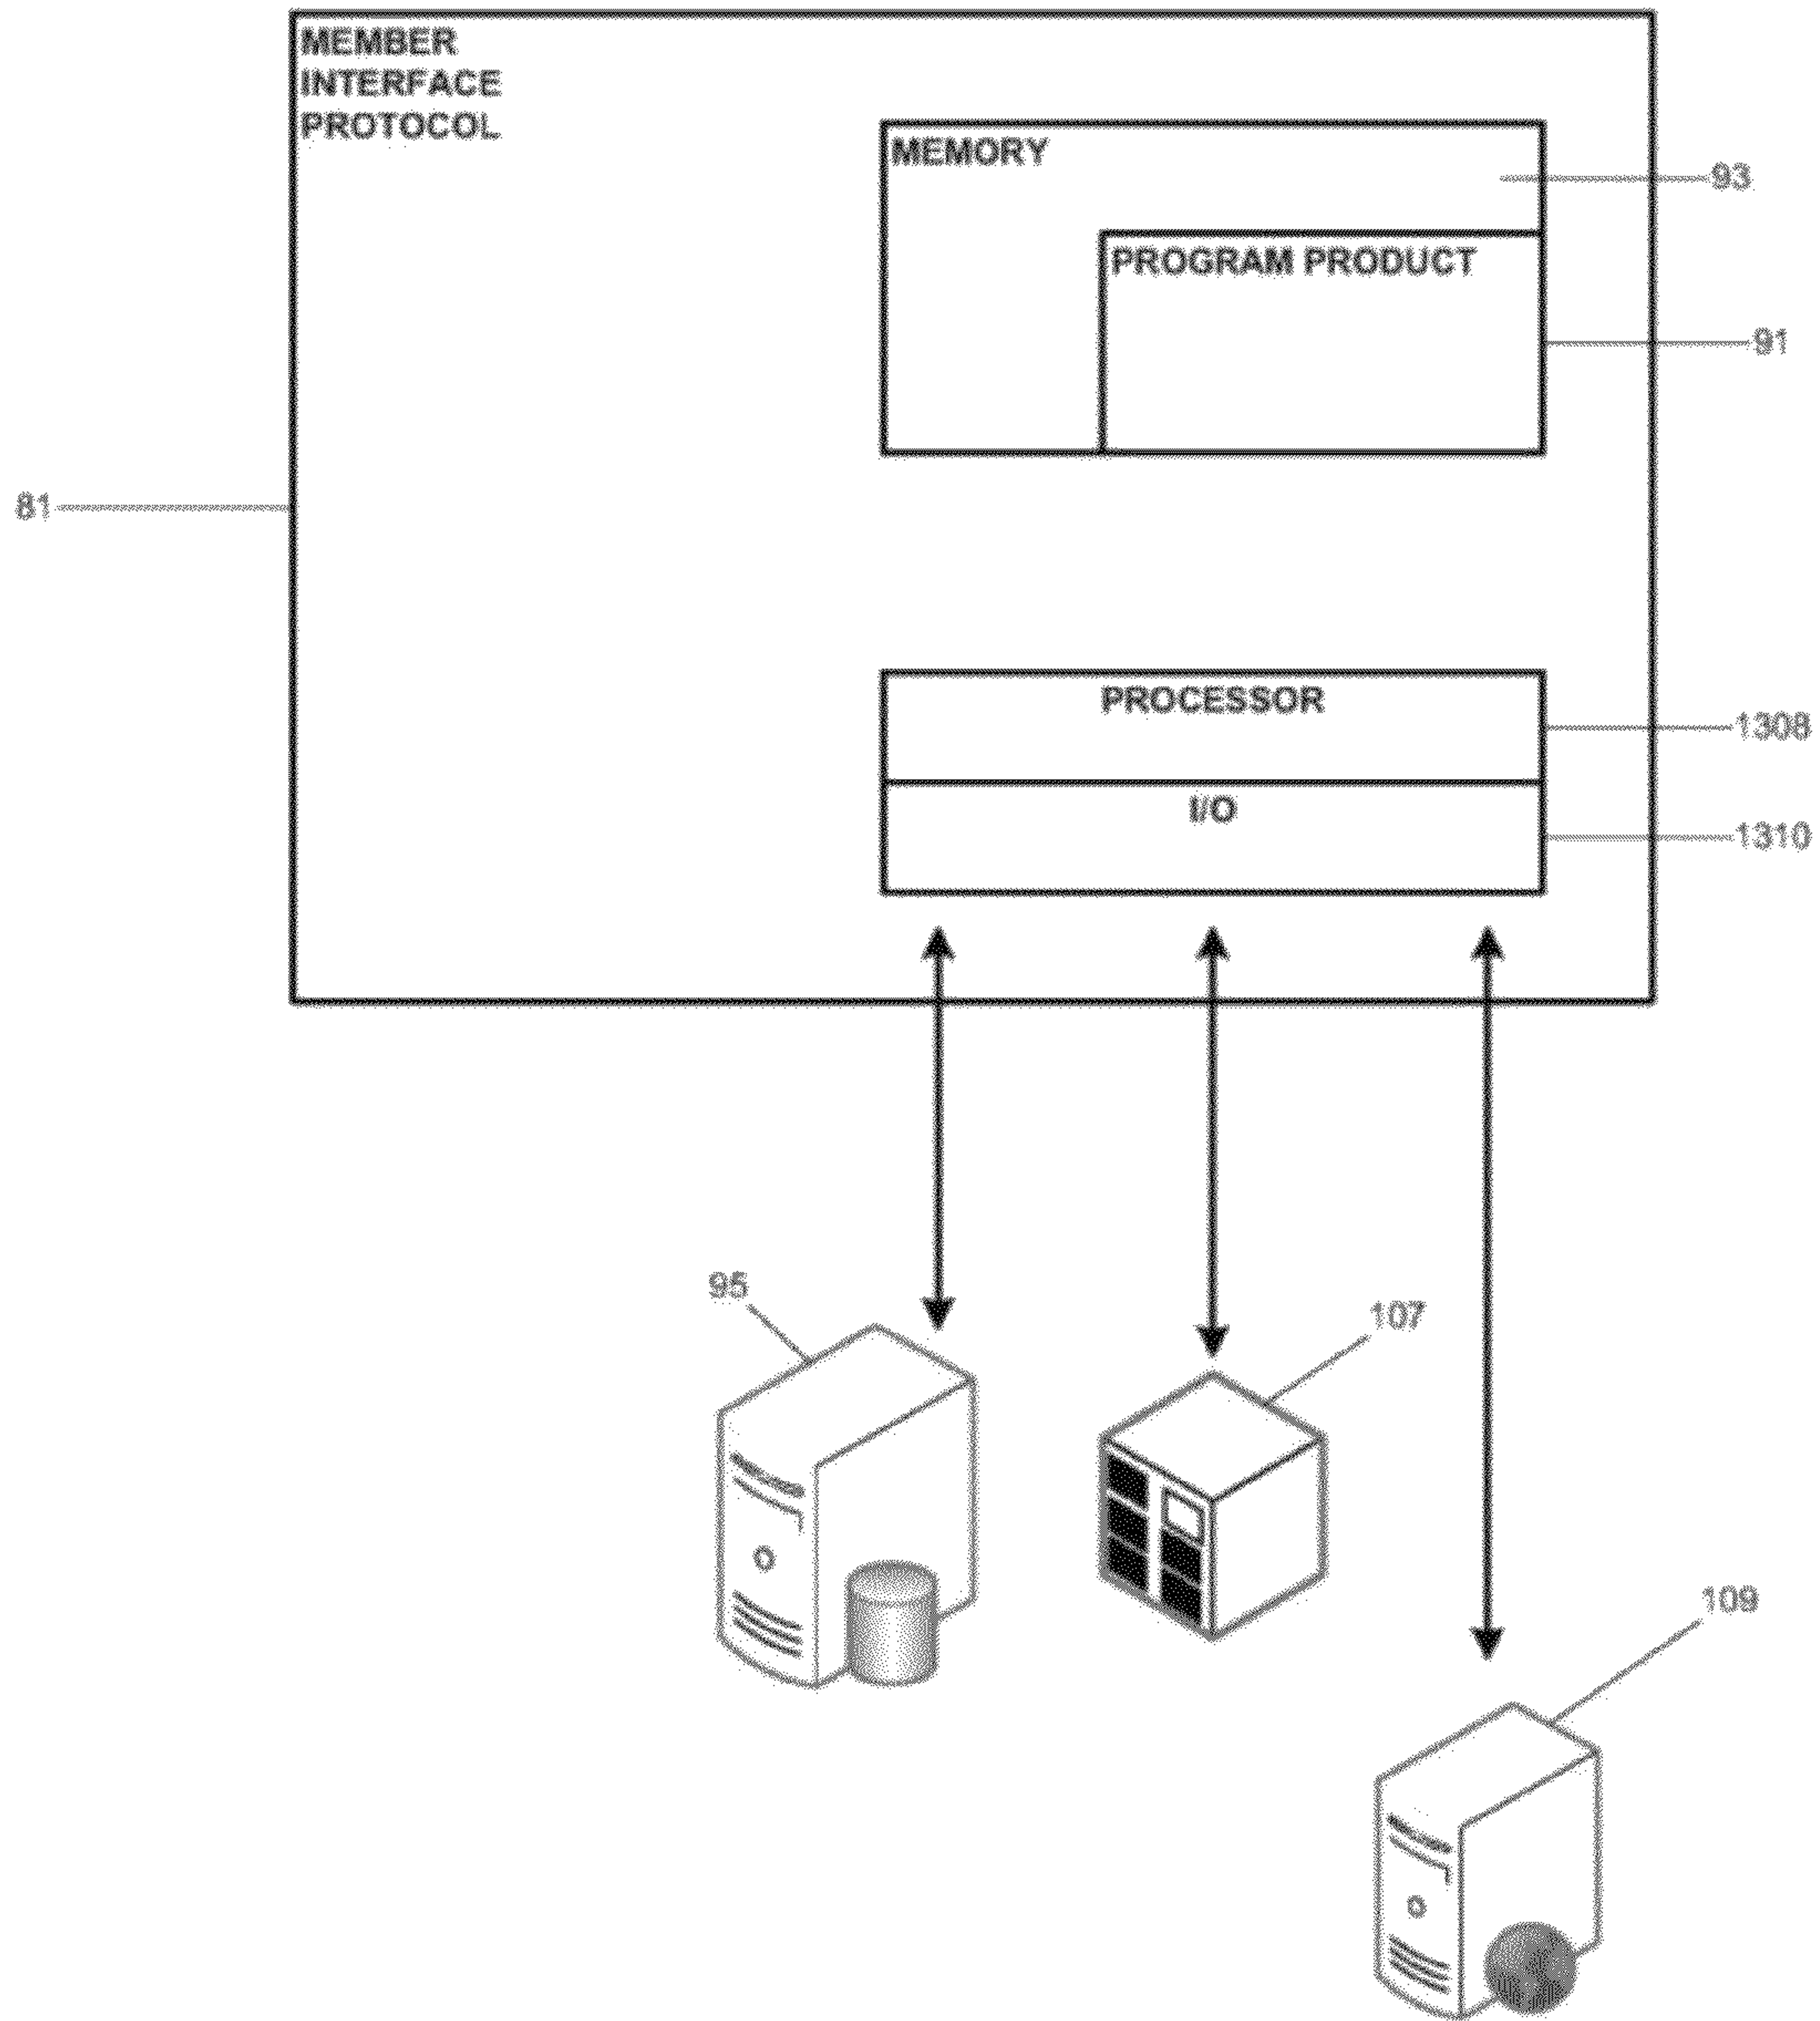 MEMBER
INTERFACE
PROTOCOL
MEMORY
93
PROGRAM PRODUCT
91
81
PROCESSOR
1308
I/O
1310
95
107
109